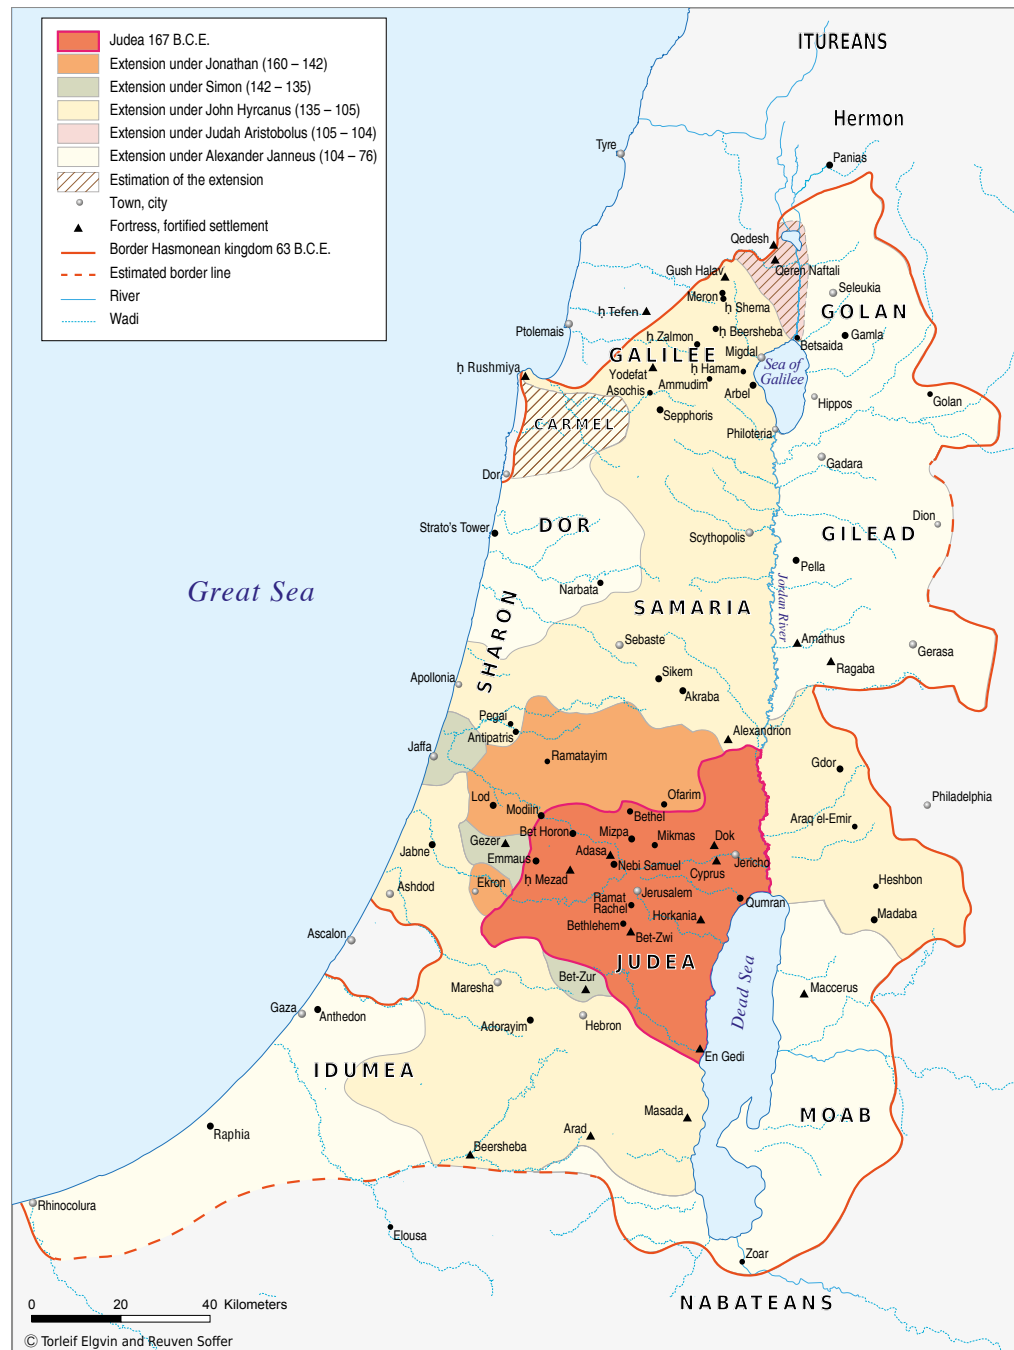 Judea 167 B.C.E.
Extension under Jonathan (160 – 142)
Extension under Simon (142 – 135)
Extension under John Hyrcanus (135 – 105)
Extension under Judah Aristobolus (105 – 104)
Extension under Alexander Janneus (104 – 76)
Estimation of the extension
Town, city
Fortress, fortified settlement
Border Hasmonean kingdom 63 B.C.E.
Estimated border line
River
Wadi
ITUREANS
Hermon
Tyre
Panias
Qedesh
Qeren Naftali
Gush Halav
Seleukia
Meron
ḥ Shema
GOLAN
ḥ Tefen
Ptolemais
ḥ Beersheba
ḥ Zalmon
Gamla
Betsaida
GALILEE
Migdal
Sea of
Galilee
ḥ Rushmiya
Yodefat
ḥ Hamam
Ammudim
Asochis
Arbel
Hippos
Golan
Sepphoris
CARMEL
Philoteria
Gadara
Dor
Dion
Strato's Tower
DOR
Scythopolis
GILEAD
Pella
Great Sea
Narbata
Jordan River
SAMARIA
SHARON
Sebaste
Amathus
Gerasa
Ragaba
Sikem
Apollonia
Akraba
Pegai
Antipatris
Alexandrion
Jaffa
Ramatayim
Gdor
Lod
Ofarim
Philadelphia
Modiin
Bethel
Araq el-Emir
Bet Horon
Mizpa
Mikmas
Dok
Gezer
Jabne
Adasa
Emmaus
Nebi Samuel
Jericho
Cyprus
ḥ Mezad
Ekron
Ashdod
Heshbon
Jerusalem
Ramat
Rachel
Qumran
Horkania
Madaba
Bethlehem
Bet-Zwi
Ascalon
JUDEA
Bet-Zur
Dead Sea
Maresha
Maccerus
Gaza
Anthedon
Adorayim
Hebron
En Gedi
IDUMEA
Masada
MOAB
Raphia
Arad
Beersheba
Rhinocolura
Elousa
Zoar
NABATEANS
0 20 40 Kilometers
© Torleif Elgvin and Reuven Soffer